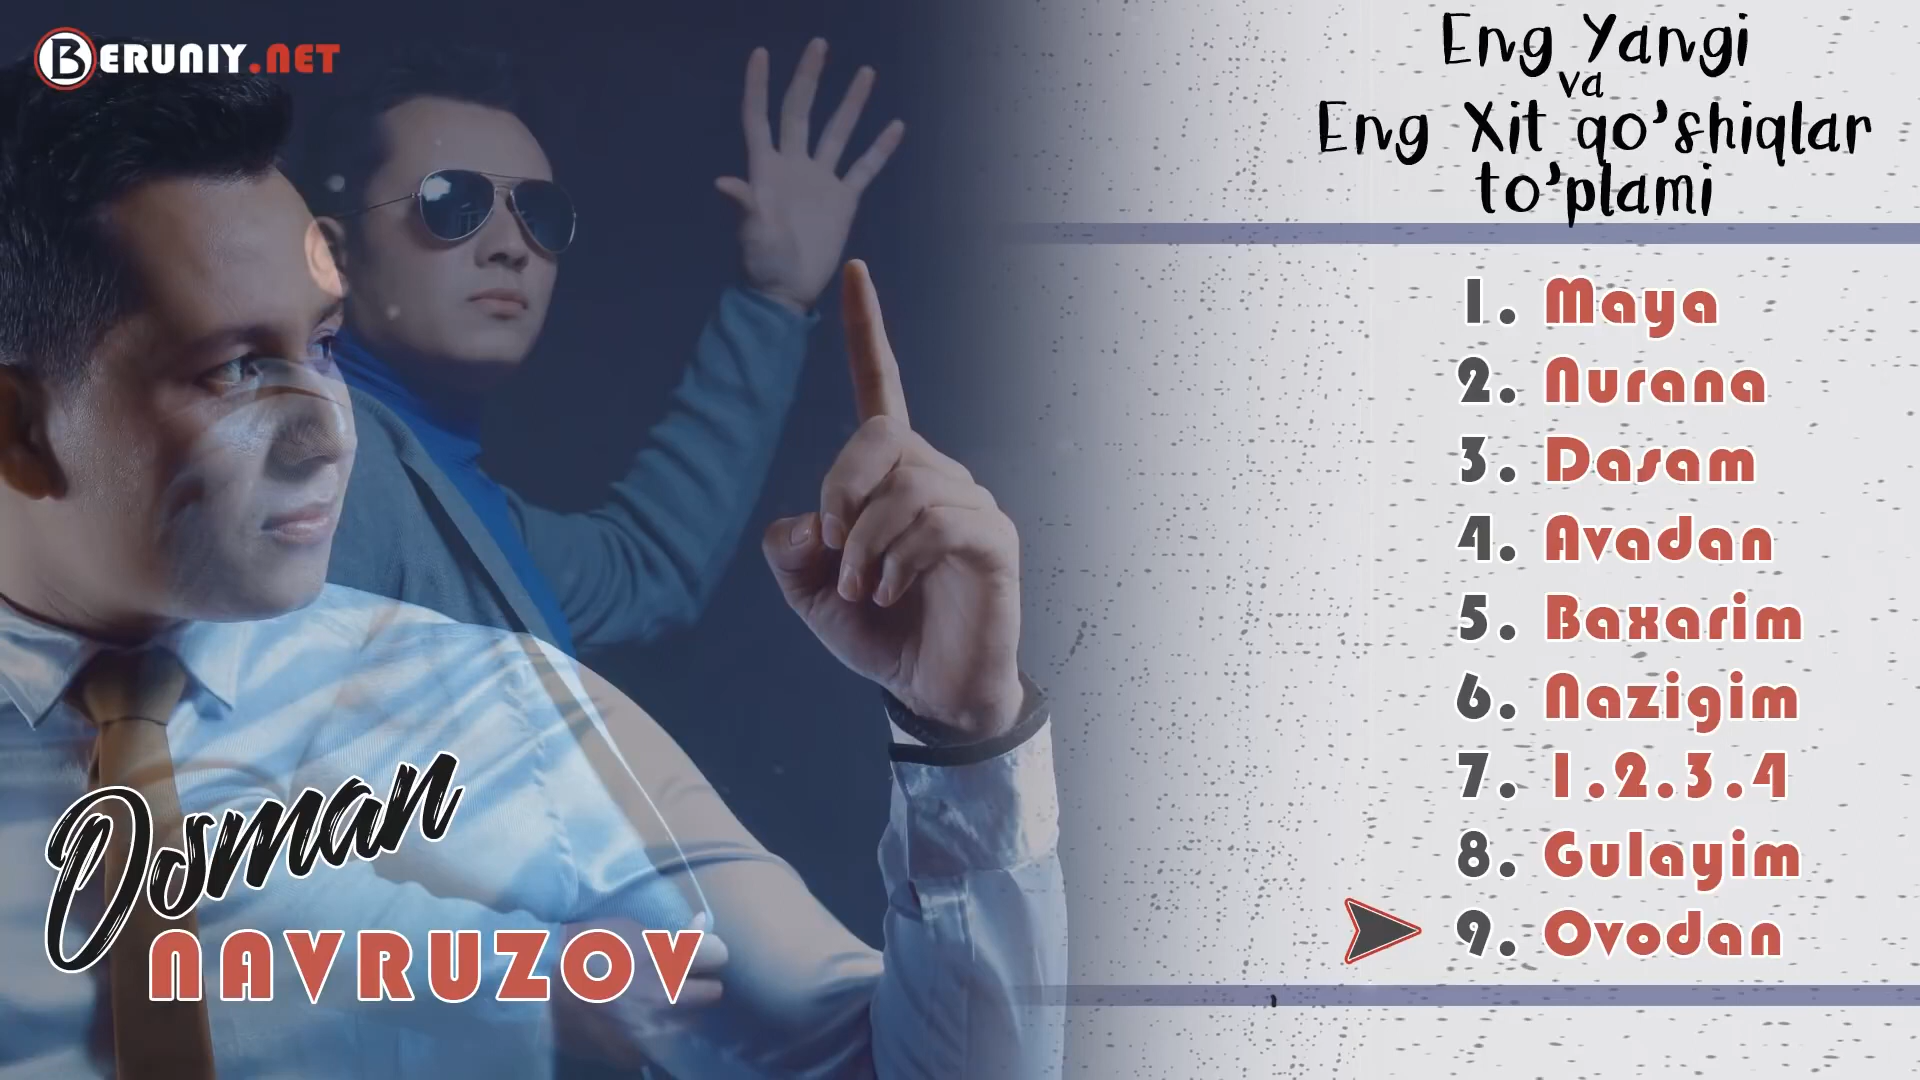 BERUNIY.NET
Eng Yangi
va
Eng Xit qo'shiqlar
to'plami
1. Maya
2. Nurana
3. Dasam
4. Avadan
5. Baxarim
6. Nazigim
7. 1.2.3.4
8. Gulayim
9. Ovodan
Osman
NAVRUZOV